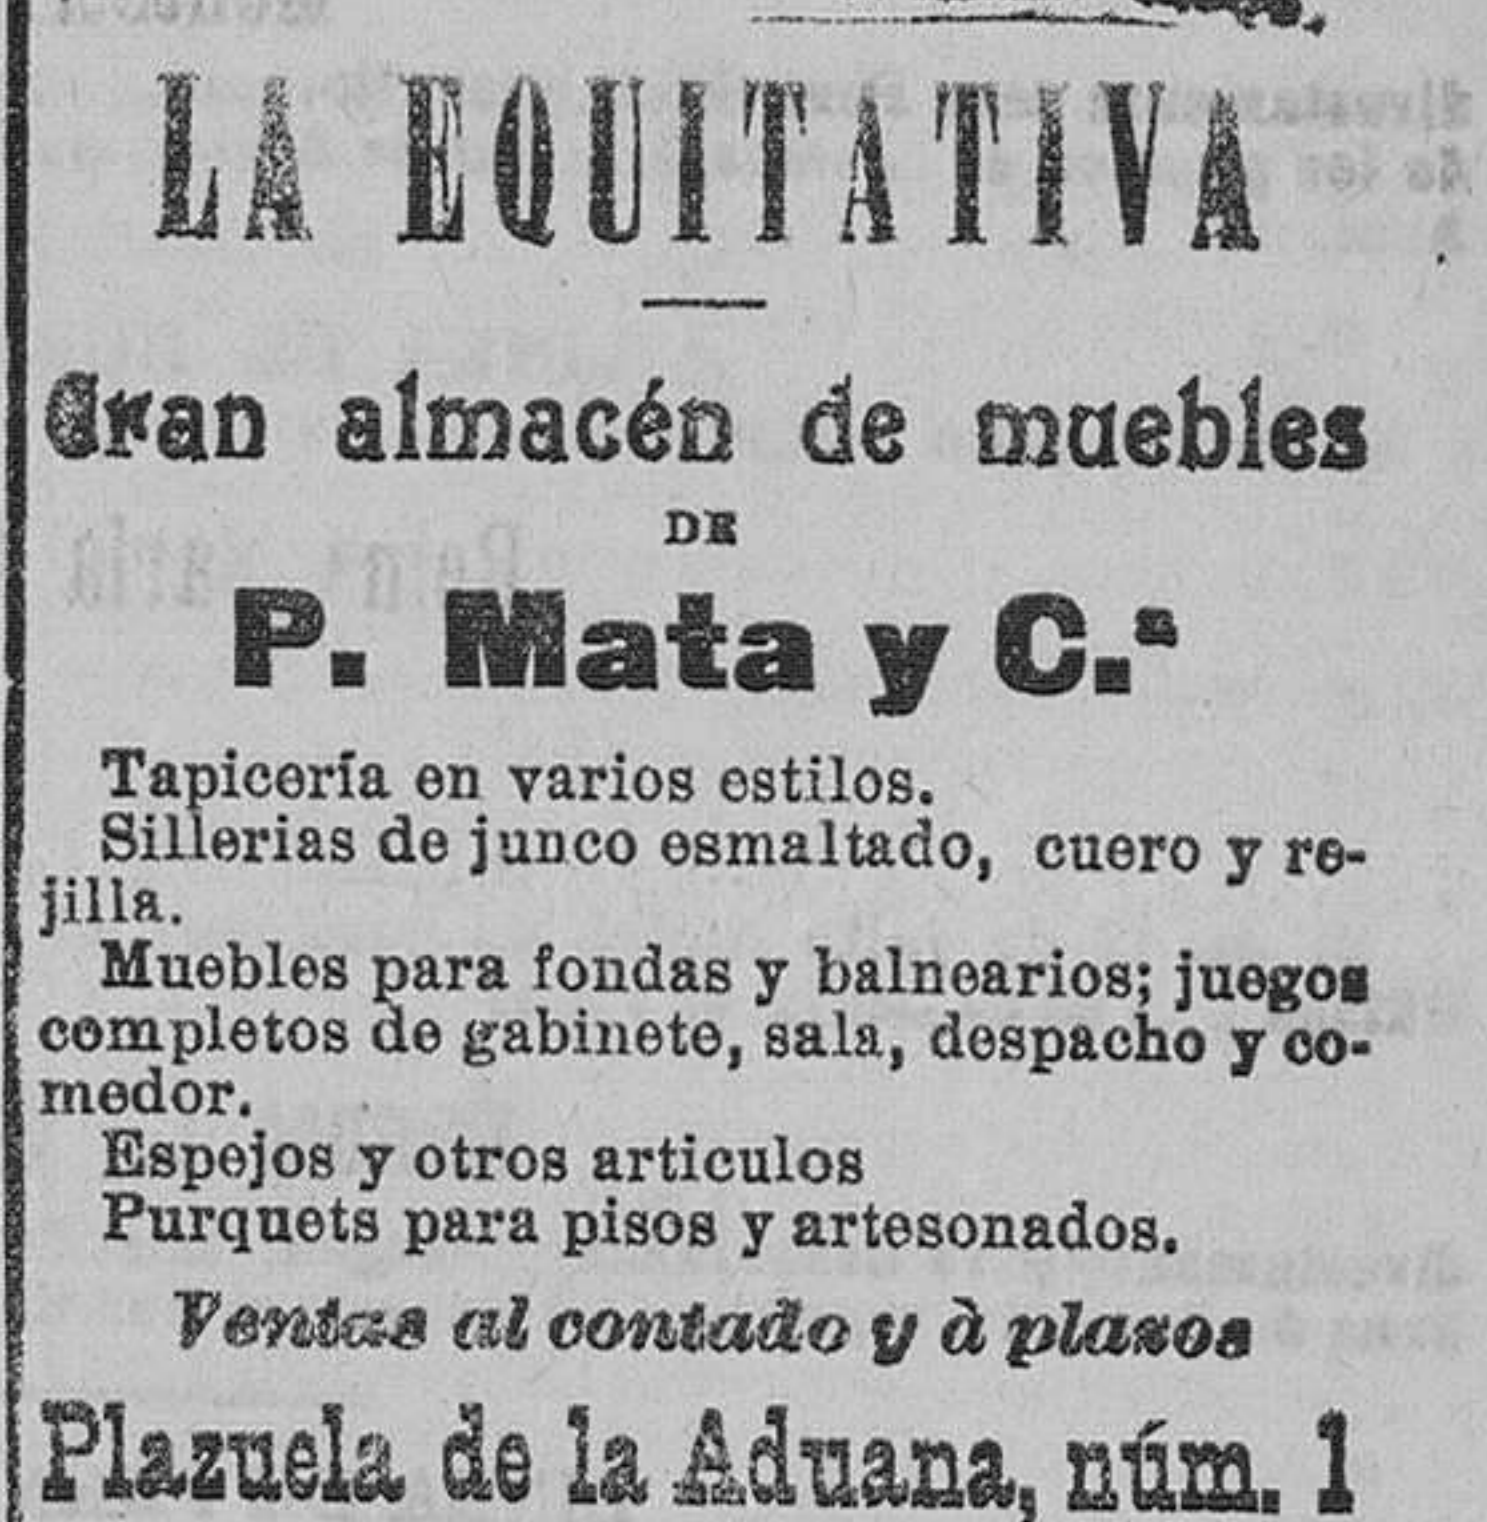 LA EQUITATIVA
Gran almacén de muebles
DE
P. Mata y C.ª
Tapicería en varios estilos.
Sillerias de junco esmaltado, cuero y re-
jilla.
Muebles para fondas y balnearios; juegos
completos de gabinete, sala, despacho y co-
medor.
Espejos y otros articulos
Purquets para pisos y artesonados.
Ventas al contado y à plazos
Plazuela de la Aduana, núm. 1